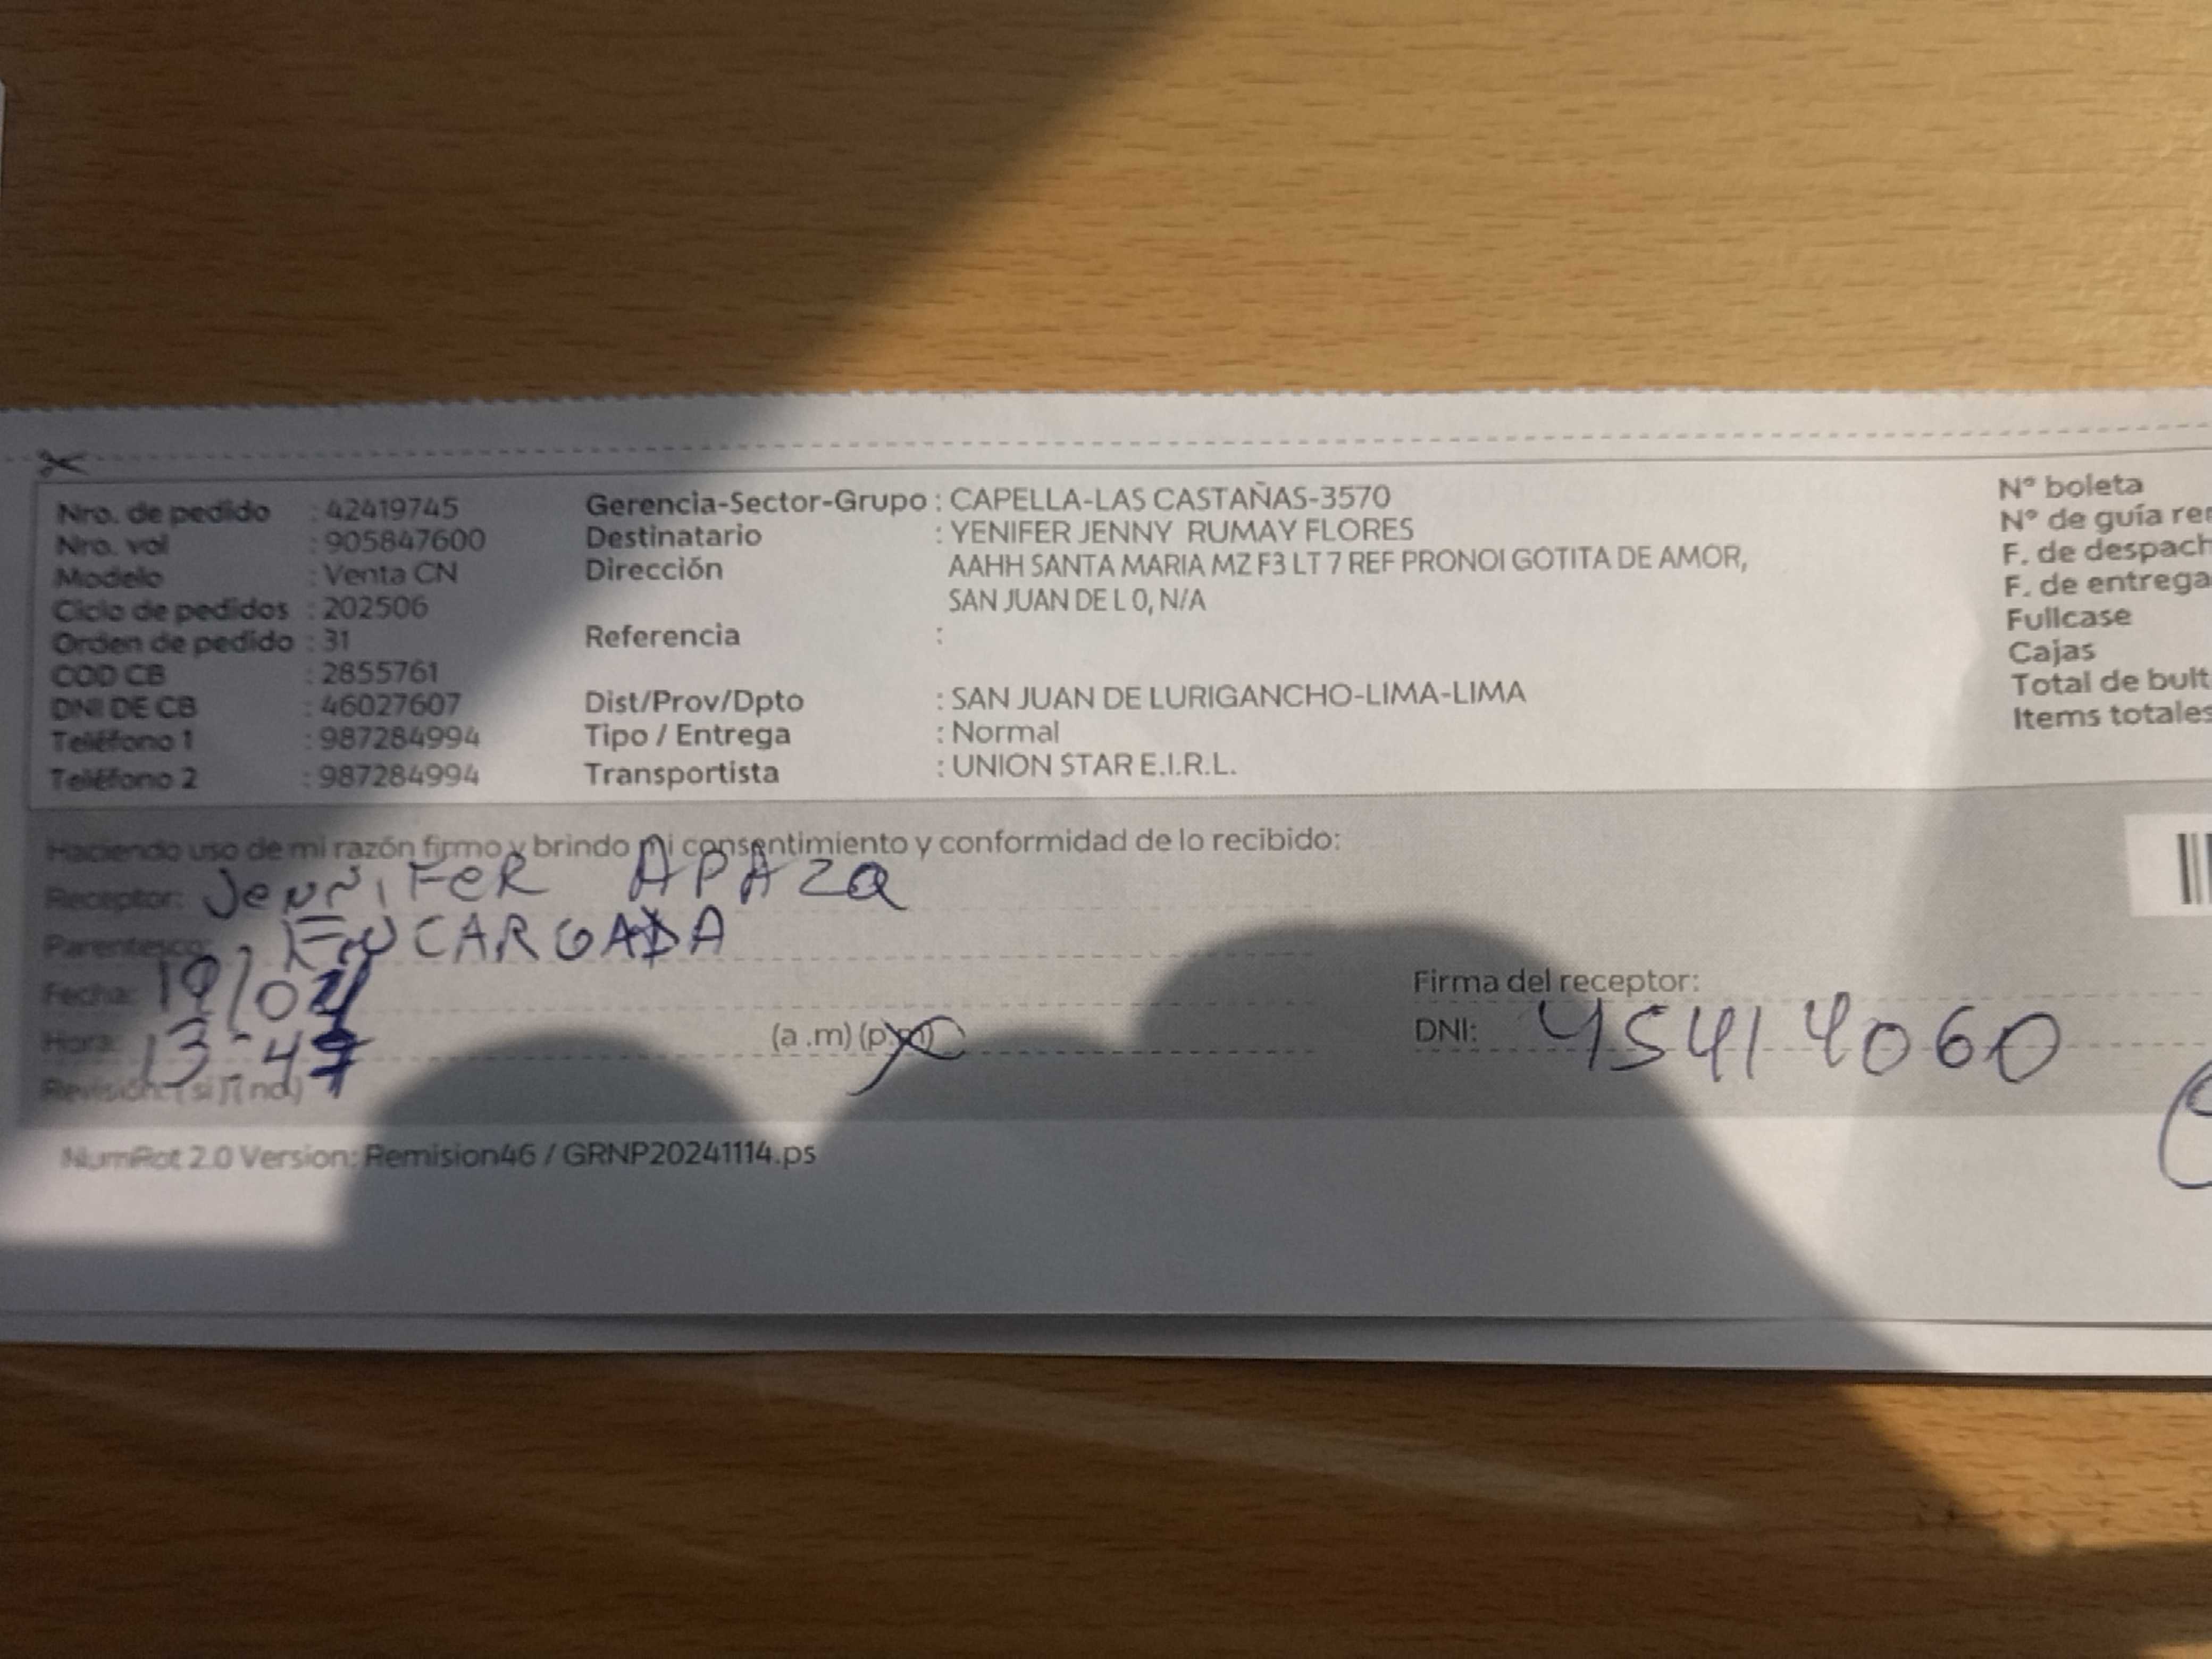 Nro. de pedido : 42419745
Nro. vol : 905847600
Modelo : Venta CN
Ciclo de pedidos : 202506
Orden de pedido : 31
COD CB : 2855761
DNI DE CB : 46027607
Teléfono 1 : 987284994
Teléfono 2 : 987284994
Gerencia-Sector-Grupo : CAPELLA-LAS CASTAÑAS-3570
Destinatario : YENIFER JENNY RUMAY FLORES
Dirección AAHH SANTA MARIA MZ F3 LT 7 REF PRONOI GOTITA DE AMOR,
SAN JUAN DE L 0, N/A
Referencia :
Dist/Prov/Dpto : SAN JUAN DE LURIGANCHO-LIMA-LIMA
Tipo / Entrega : Normal
Transportista : UNION STAR E.I.R.L.
N° boleta
N° de guía rer
F. de despach
F. de entrega
Fullcase
Cajas
Total de bult
Items totales
Haciendo uso de mi razón firmo y brindo mi consentimiento y conformidad de lo recibido:
Receptor: JeNÑiFeR APAZa
Parentesco: ENCARGADA
Fecha: 19/04
Hora: 13:47 (a .m) (p.m)
Revisión: ( si ) ( no )
Firma del receptor:
DNI: 45414060
NumRot 2.0 Version: Remision46 / GRNP20241114.ps